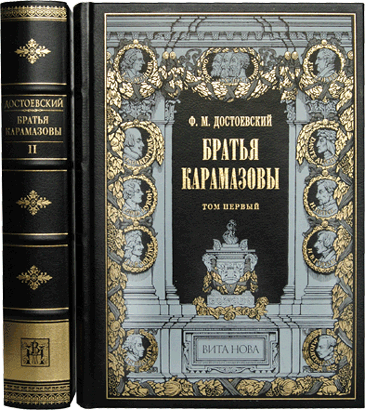 ДОСТОЕВСКИЙ
БРАТЬЯ
КАРАМАЗОВЫ
II
Ф. М. ДОСТОЕВСКИЙ
БРАТЬЯ
КАРАМАЗОВЫ
ТОМ ПЕРВЫЙ
ВИТА НОВА